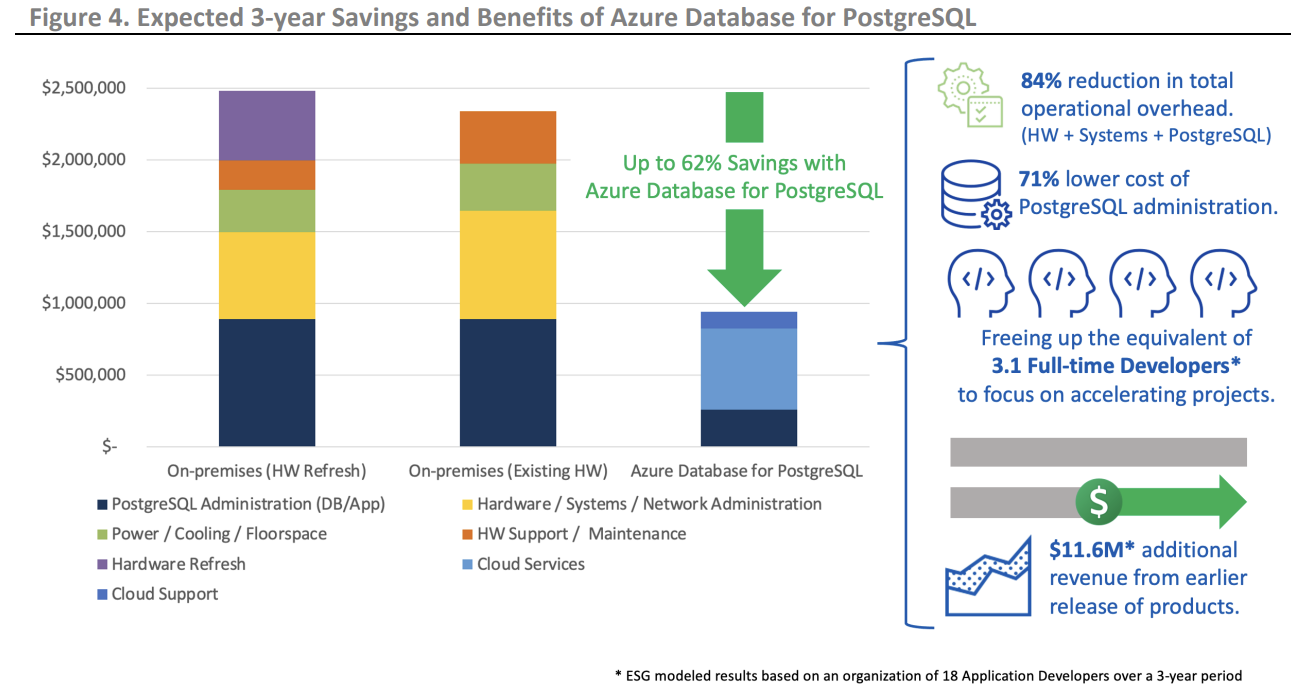 Figure 4. Expected 3-year Savings and Benefits of Azure Database for PostgreSQL
$2,500,000
$2,000,000
$1,500,000
$1,000,000
$500,000
$-
Up to 62% Savings with
Azure Database for PostgreSQL
On-premises (HW Refresh)
On-premises (Existing HW)
Azure Database for PostgreSQL
PostgreSQL Administration (DB/App)
Hardware / Systems / Network Administration
Power / Cooling / Floorspace
HW Support / Maintenance
Hardware Refresh
Cloud Services
Cloud Support
84% reduction in total
operational overhead.
(HW + Systems + PostgreSQL)
71% lower cost of
PostgreSQL administration.
</> </> </> </>
Freeing up the equivalent of
3.1 Full-time Developers*
to focus on accelerating projects.
$
$11.6M* additional
revenue from earlier
release of products.
* ESG modeled results based on an organization of 18 Application Developers over a 3-year period